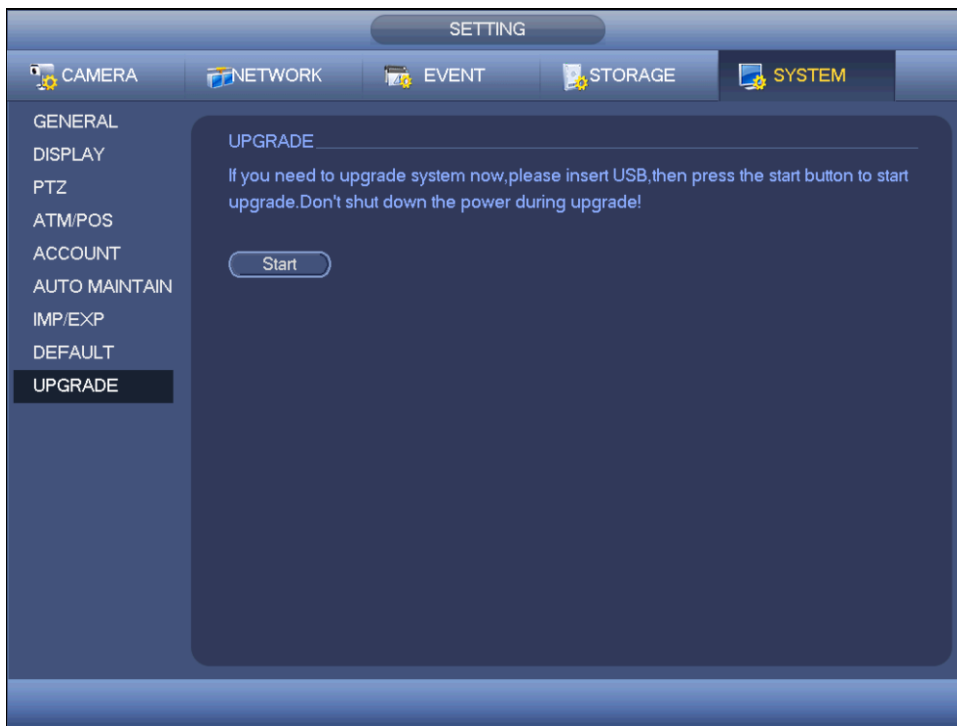 SETTING
CAMERA NETWORK EVENT STORAGE SYSTEM
GENERAL
DISPLAY
PTZ
ATM/POS
ACCOUNT
AUTO MAINTAIN
IMP/EXP
DEFAULT
UPGRADE
UPGRADE
If you need to upgrade system now,please insert USB,then press the start button to start
upgrade.Don't shut down the power during upgrade!
Start